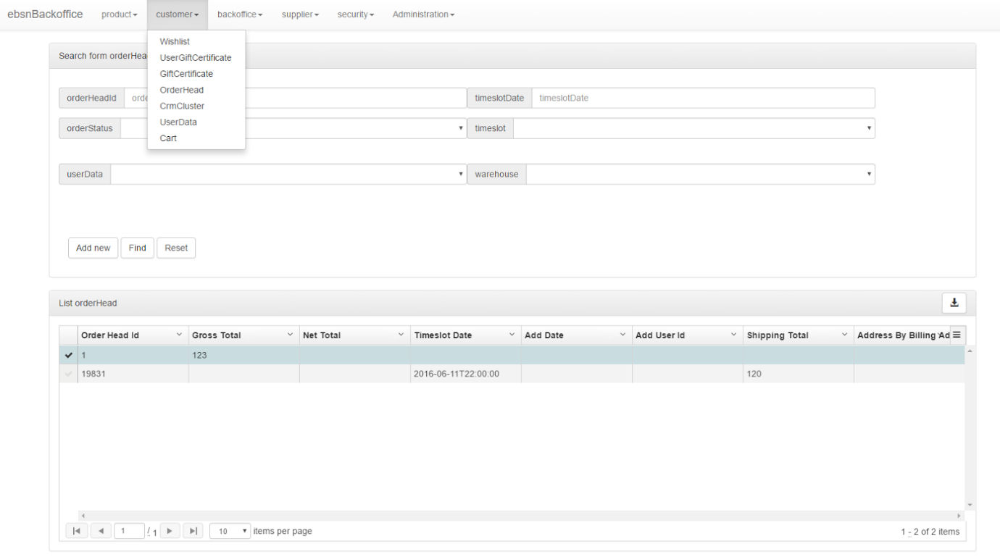 ebsnBackoffice product customer backoffice supplier security Administration
Wishlist
UserGiftCertificate
GiftCertificate
OrderHead
CrmCluster
UserData
Cart
Search form orderHea
orderHeadId orde timeslotDate timeslotDate
orderStatus timeslot
userData warehouse
Add new Find Reset
List orderHead
Order Head Id Gross Total Net Total Timeslot Date Add Date Add User Id Shipping Total Address By Billing Ad
1 123
19831 2016-06-11T22:00:00 120
1 / 1 10 items per page 1 - 2 of 2 items